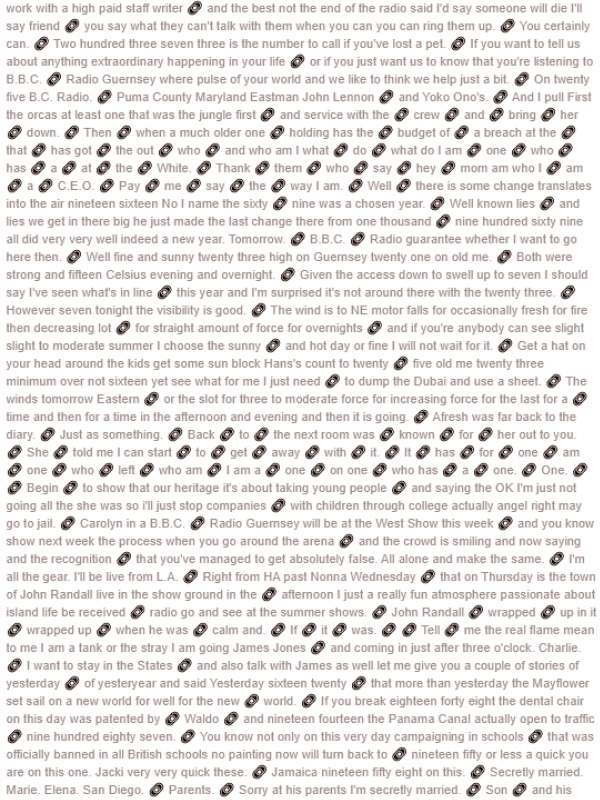 work with a high paid staff writer and the best not the end of the radio said I'd say someone will die I'll
say friend you say what they can't talk with them when you can you can ring them up. You certainly
can. Two hundred three seven three is the number to call if you've lost a pet. If you want to tell us
about anything extraordinary happening in your life or if you just want us to know that you're listening to
B.B.C. Radio Guernsey where pulse of your world and we like to think we help just a bit. On twenty
five B.C. Radio. Puma County Maryland Eastman John Lennon and Yoko Ono's. And I pull First
the orcas at least one that was the jungle first and service with the crew and bring her
down. Then when a much older one holding has the budget of a breach at the
that has got the out who and who am I what do what do I am one who
has a at the White. Thank them who say hey mom am who I am
a C.E.O. Pay me say the way I am. Well there is some change translates
into the air nineteen sixteen No I name the sixty nine was a chosen year. Well known lies and
lies we get in there big he just made the last change there from one thousand nine hundred sixty nine
all did very very well indeed a new year. Tomorrow. B.B.C. Radio guarantee whether I want to go
here then. Well fine and sunny twenty three high on Guernsey twenty one on old me. Both were
strong and fifteen Celsius evening and overnight. Given the access down to swell up to seven I should
say I've seen what's in line this year and I'm surprised it's not around there with the twenty three.
However seven tonight the visibility is good. The wind is to NE motor falls for occasionally fresh for fire
then decreasing lot for straight amount of force for overnights and if you're anybody can see slight
slight to moderate summer I choose the sunny and hot day or fine I will not wait for it. Get a hat on
your head around the kids get some sun block Hans's count to twenty five old me twenty three
minimum over not sixteen yet see what for me I just need to dump the Dubai and use a sheet. The
winds tomorrow Eastern or the slot for three to moderate force for increasing force for the last for a
time and then for a time in the afternoon and evening and then it is going. Afresh was far back to the
diary. Just as something. Back to the next room was known for her out to you.
She told me I can start to get away with it. It has for one am
one who left who am I am a one on one who has a one. One.
Begin to show that our heritage it's about taking young people and saying the OK I'm just not
going all the she was so i'll just stop companies with children through college actually angel right may
go to jail. Carolyn in a B.B.C. Radio Guernsey will be at the West Show this week and you know
show next week the process when you go around the arena and the crowd is smiling and now saying
and the recognition that you've managed to get absolutely false. All alone and make the same. I'm
all the gear. I'll be live from L.A. Right from HA past Nonna Wednesday that on Thursday is the town
of John Randall live in the show ground in the afternoon I just a really fun atmosphere passionate about
island life be received radio go and see at the summer shows. John Randall wrapped up in it
wrapped up when he was calm and. If it was. Tell me the real flame mean
to me I am a tank or the stray I am going James Jones and coming in just after three o'clock. Charlie.
I want to stay in the States and also talk with James as well let me give you a couple of stories of
yesterday of yesteryear and said Yesterday sixteen twenty that more than yesterday the Mayflower
set sail on a new world for well for the new world. If you break eighteen forty eight the dental chair
on this day was patented by Waldo and nineteen fourteen the Panama Canal actually open to traffic
nine hundred eighty seven. You know not only on this very day campaigning in schools that was
officially banned in all British schools no painting now will turn back to nineteen fifty or less a quick you
are on this one. Jacki very very quick these. Jamaica nineteen fifty eight on this. Secretly married.
Marie. Elena. San Diego. Parents. Sorry at his parents I'm secretly married. Son and his